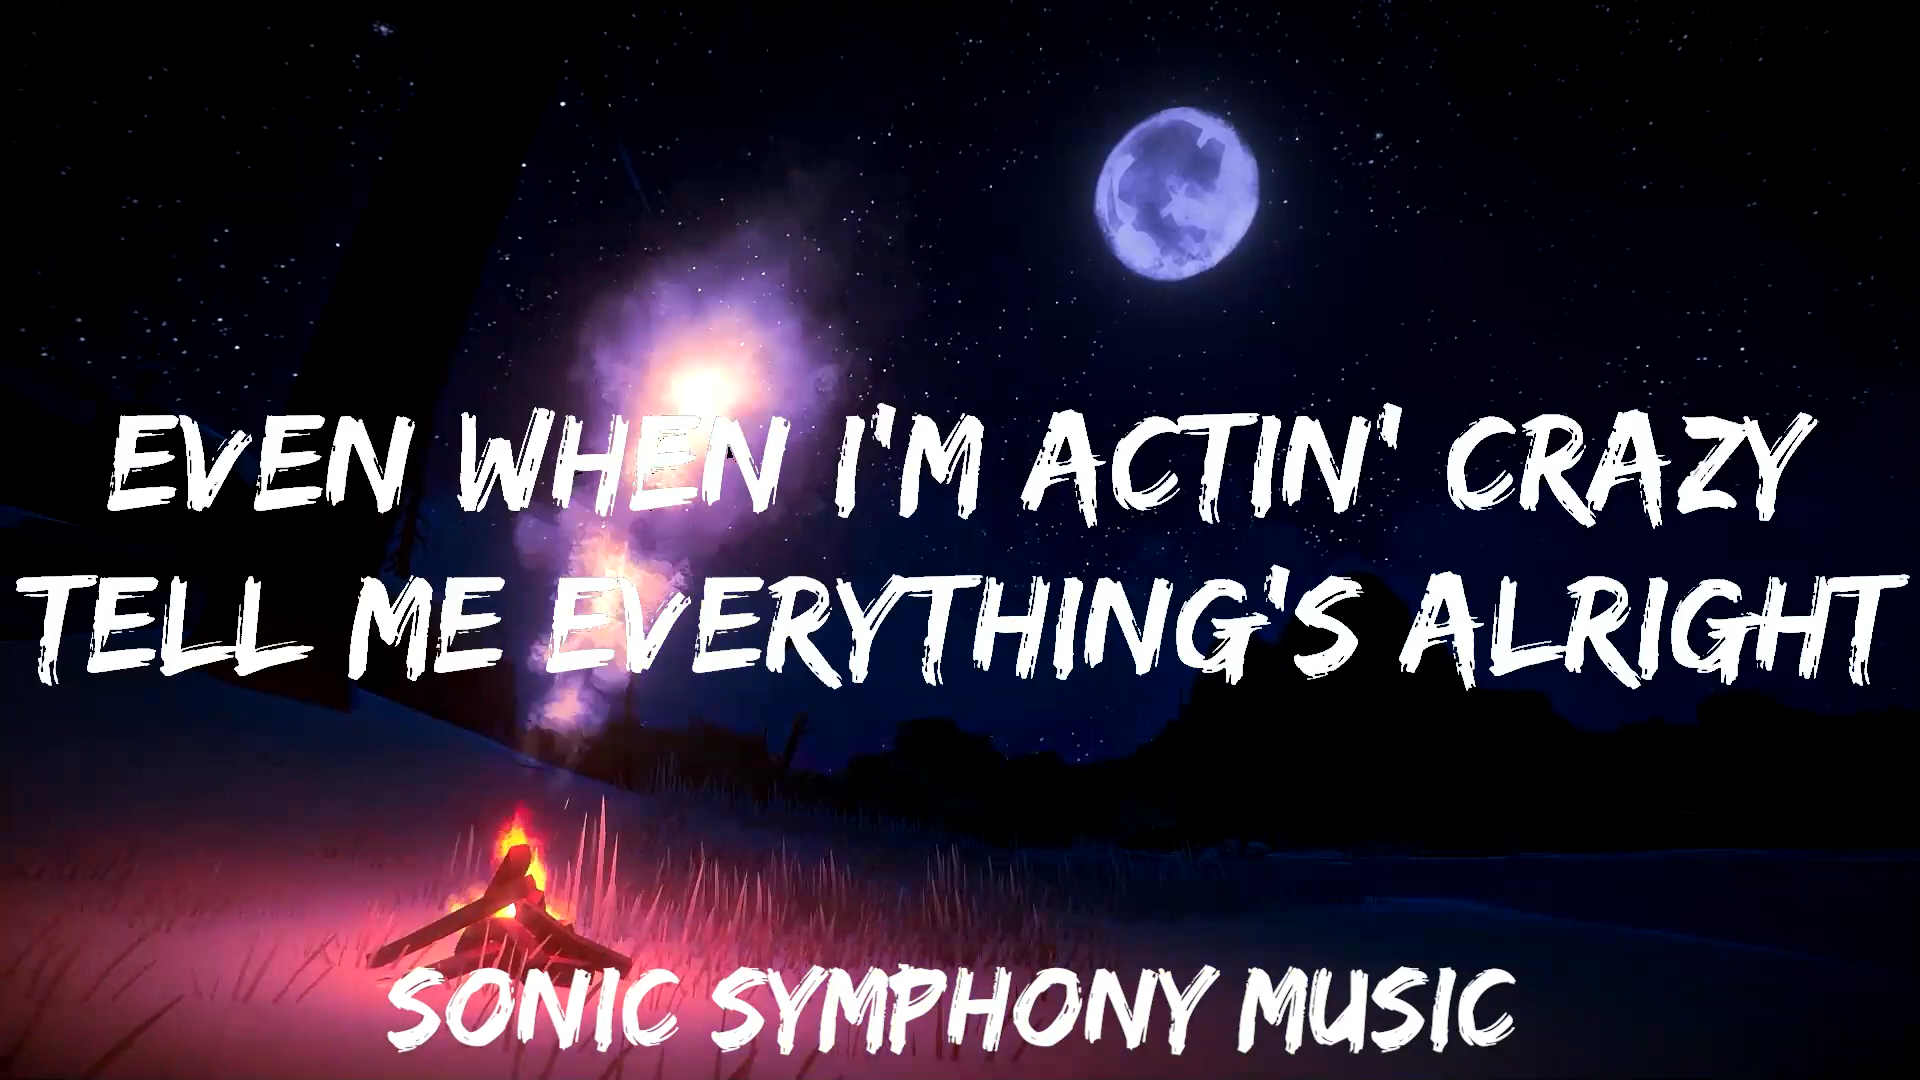 EVEN WHEN I'M ACTIN' CRAZY
TELL ME EVERYTHING'S ALRIGHT
SONIC SYMPHONY MUSIC